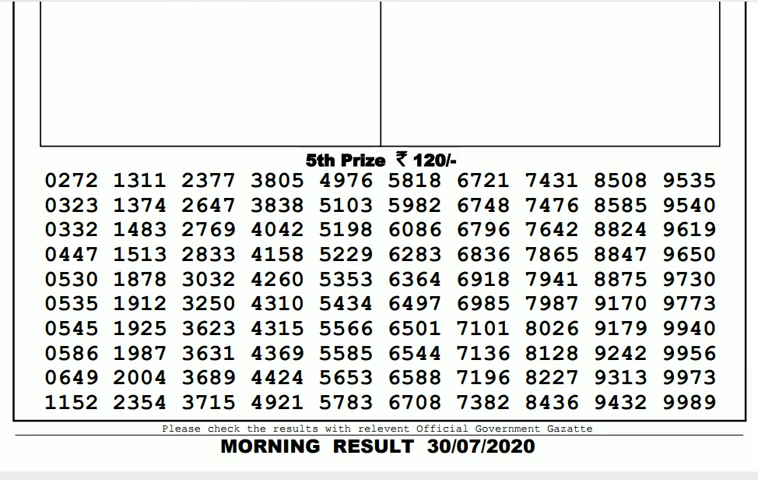 5th Prize ₹ 120/-
0272 1311 2377 3805 4976 5818 6721 7431 8508 9535
0323 1374 2647 3838 5103 5982 6748 7476 8585 9540
0332 1483 2769 4042 5198 6086 6796 7642 8824 9619
0447 1513 2833 4158 5229 6283 6836 7865 8847 9650
0530 1878 3032 4260 5353 6364 6918 7941 8875 9730
0535 1912 3250 4310 5434 6497 6985 7987 9170 9773
0545 1925 3623 4315 5566 6501 7101 8026 9179 9940
0586 1987 3631 4369 5585 6544 7136 8128 9242 9956
0649 2004 3689 4424 5653 6588 7196 8227 9313 9973
1152 2354 3715 4921 5783 6708 7382 8436 9432 9989
Please check the results with relevent Official Government Gazatte
MORNING RESULT 30/07/2020